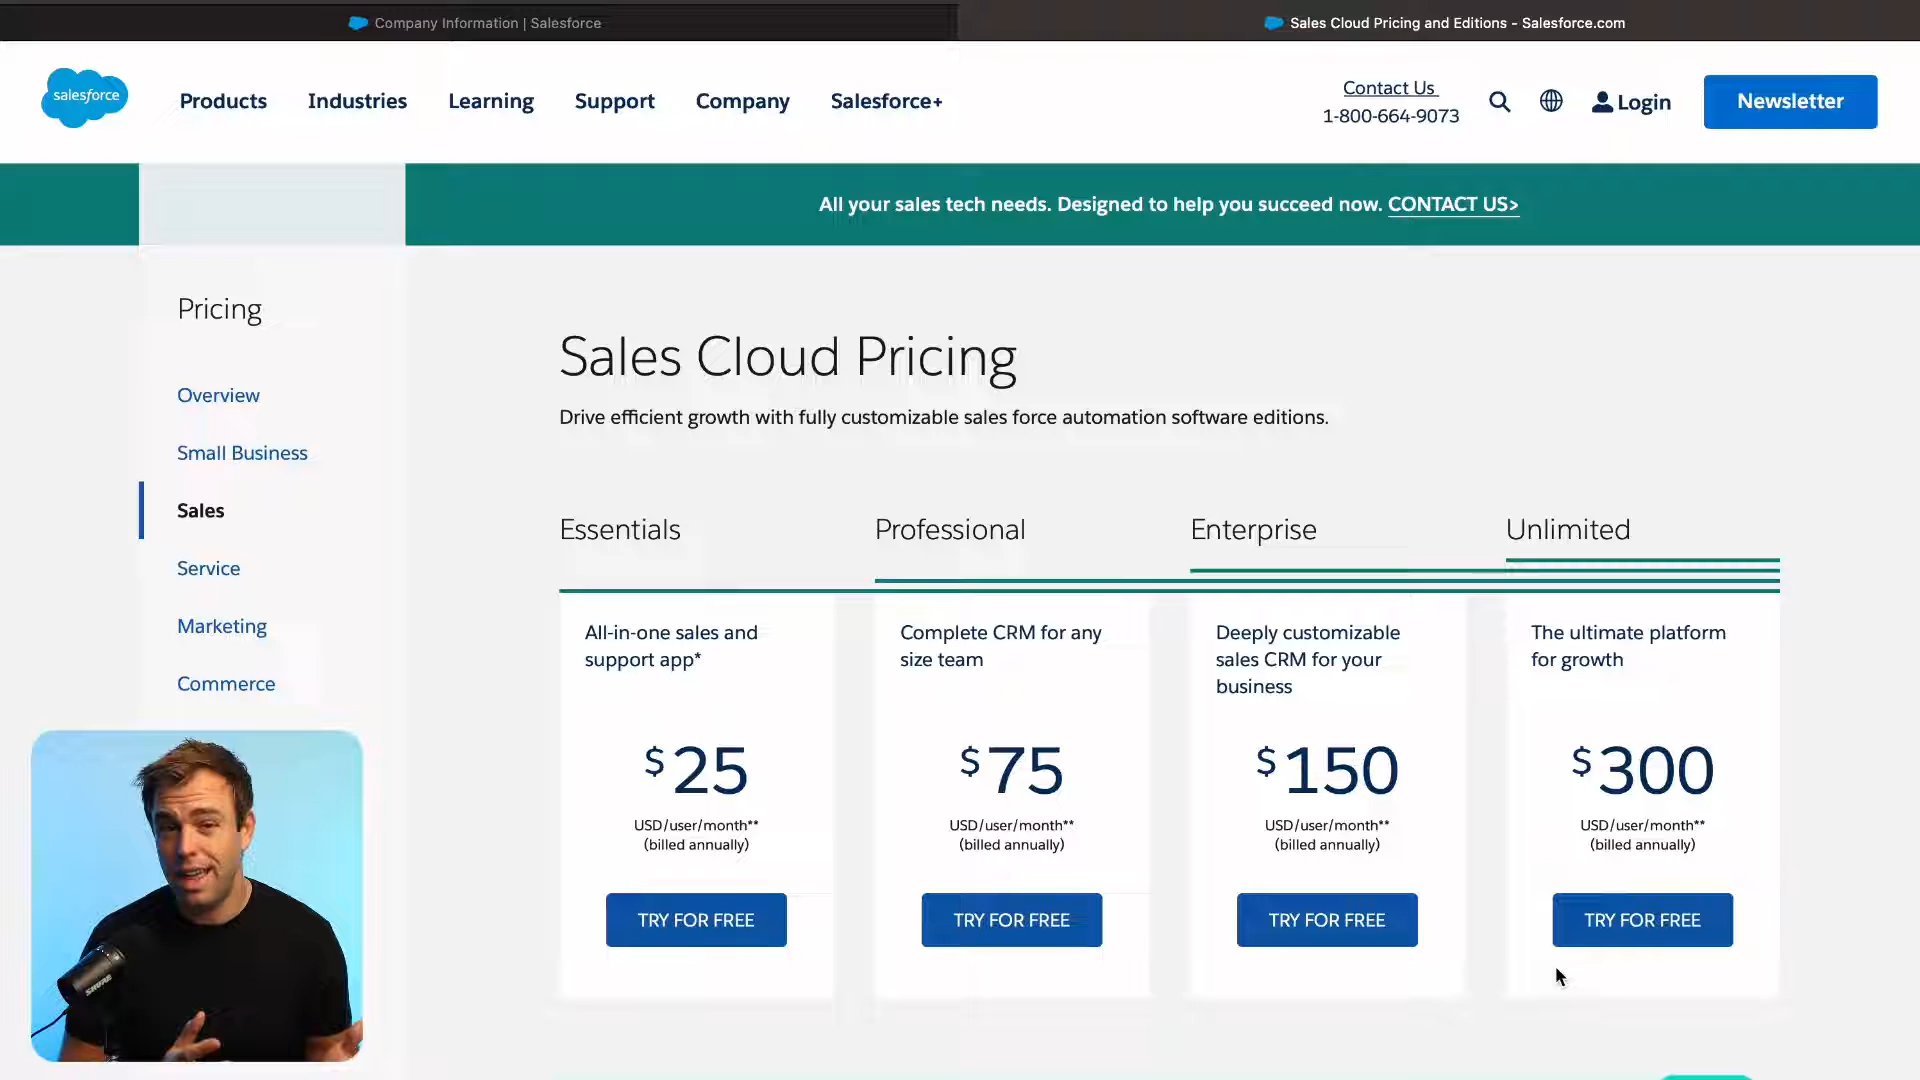 Company Information | Salesforce
Sales Cloud Pricing and Editions - Salesforce.com
salesforce
Products
Industries
Learning
Support
Company
Salesforce+
Contact Us
1-800-664-9073
Login
Newsletter
All your sales tech needs. Designed to help you succeed now. CONTACT US>
Pricing
Overview
Small Business
Sales
Service
Marketing
Commerce
Sales Cloud Pricing
Drive efficient growth with fully customizable sales force automation software editions.
Essentials
All-in-one sales and
support app*
$25
USD/user/month**
(billed annually)
TRY FOR FREE
Professional
Complete CRM for any
size team
$75
USD/user/month**
(billed annually)
TRY FOR FREE
Enterprise
Deeply customizable
sales CRM for your
business
$150
USD/user/month**
(billed annually)
TRY FOR FREE
Unlimited
The ultimate platform
for growth
$300
USD/user/month**
(billed annually)
TRY FOR FREE
SHURE